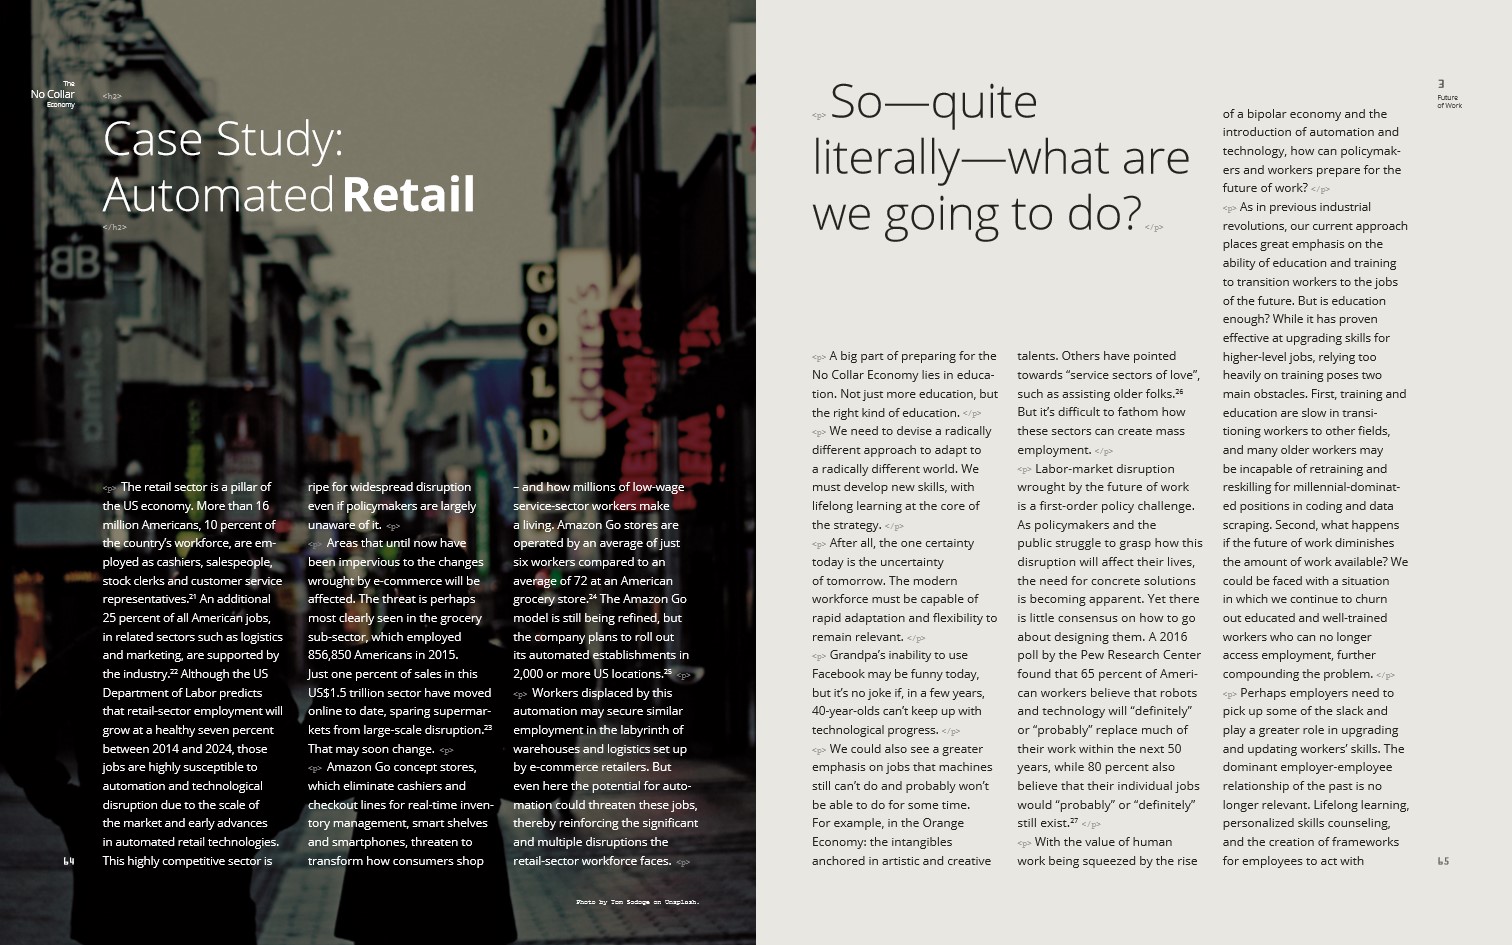 The
No Collar
Economy
<h2>
Case Study:
Automated Retail
</h2>
BB
GOLD
claire's
<p> The retail sector is a pillar of
the US economy. More than 16
million Americans, 10 percent of
the country’s workforce, are em-
ployed as cashiers, salespeople,
stock clerks and customer service
representatives.²¹ An additional
25 percent of all American jobs,
in related sectors such as logistics
and marketing, are supported by
the industry.²² Although the US
Department of Labor predicts
that retail-sector employment will
grow at a healthy seven percent
between 2014 and 2024, those
jobs are highly susceptible to
automation and technological
disruption due to the scale of
the market and early advances
in automated retail technologies.
This highly competitive sector is
ripe for widespread disruption
even if policymakers are largely
unaware of it. <p>
<p> Areas that until now have
been impervious to the changes
wrought by e-commerce will be
affected. The threat is perhaps
most clearly seen in the grocery
sub-sector, which employed
856,850 Americans in 2015.
Just one percent of sales in this
US$1.5 trillion sector have moved
online to date, sparing supermar-
kets from large-scale disruption.²³
That may soon change. <p>
<p> Amazon Go concept stores,
which eliminate cashiers and
checkout lines for real-time inven-
tory management, smart shelves
and smartphones, threaten to
transform how consumers shop
– and how millions of low-wage
service-sector workers make
a living. Amazon Go stores are
operated by an average of just
six workers compared to an
average of 72 at an American
grocery store.²⁴ The Amazon Go
model is still being refined, but
the company plans to roll out
its automated establishments in
2,000 or more US locations.²⁵ <p>
<p> Workers displaced by this
automation may secure similar
employment in the labyrinth of
warehouses and logistics set up
by e-commerce retailers. But
even here the potential for auto-
mation could threaten these jobs,
thereby reinforcing the significant
and multiple disruptions the
retail-sector workforce faces. <p>
64
Photo by Tom Sodoge on Unsplash.
<p> So—quite
literally—what are
we going to do? </p>
<p> A big part of preparing for the
No Collar Economy lies in educa-
tion. Not just more education, but
the right kind of education. </p>
<p> We need to devise a radically
different approach to adapt to
a radically different world. We
must develop new skills, with
lifelong learning at the core of
the strategy. </p>
<p> After all, the one certainty
today is the uncertainty
of tomorrow. The modern
workforce must be capable of
rapid adaptation and flexibility to
remain relevant. </p>
<p> Grandpa’s inability to use
Facebook may be funny today,
but it’s no joke if, in a few years,
40-year-olds can’t keep up with
technological progress. </p>
<p> We could also see a greater
emphasis on jobs that machines
still can’t do and probably won’t
be able to do for some time.
For example, in the Orange
Economy: the intangibles
anchored in artistic and creative
talents. Others have pointed
towards “service sectors of love”,
such as assisting older folks.²⁶
But it’s difficult to fathom how
these sectors can create mass
employment. </p>
<p> Labor-market disruption
wrought by the future of work
is a first-order policy challenge.
As policymakers and the
public struggle to grasp how this
disruption will affect their lives,
the need for concrete solutions
is becoming apparent. Yet there
is little consensus on how to go
about designing them. A 2016
poll by the Pew Research Center
found that 65 percent of Ameri-
can workers believe that robots
and technology will “definitely”
or “probably” replace much of
their work within the next 50
years, while 80 percent also
believe that their individual jobs
would “probably” or “definitely”
still exist.²⁷ </p>
<p> With the value of human
work being squeezed by the rise
of a bipolar economy and the
introduction of automation and
technology, how can policymak-
ers and workers prepare for the
future of work? </p>
<p> As in previous industrial
revolutions, our current approach
places great emphasis on the
ability of education and training
to transition workers to the jobs
of the future. But is education
enough? While it has proven
effective at upgrading skills for
higher-level jobs, relying too
heavily on training poses two
main obstacles. First, training and
education are slow in transi-
tioning workers to other fields,
and many older workers may
be incapable of retraining and
reskilling for millennial-dominat-
ed positions in coding and data
scraping. Second, what happens
if the future of work diminishes
the amount of work available? We
could be faced with a situation
in which we continue to churn
out educated and well-trained
workers who can no longer
access employment, further
compounding the problem. </p>
<p> Perhaps employers need to
pick up some of the slack and
play a greater role in upgrading
and updating workers’ skills. The
dominant employer-employee
relationship of the past is no
longer relevant. Lifelong learning,
personalized skills counseling,
and the creation of frameworks
for employees to act with
3
Future
of Work
65